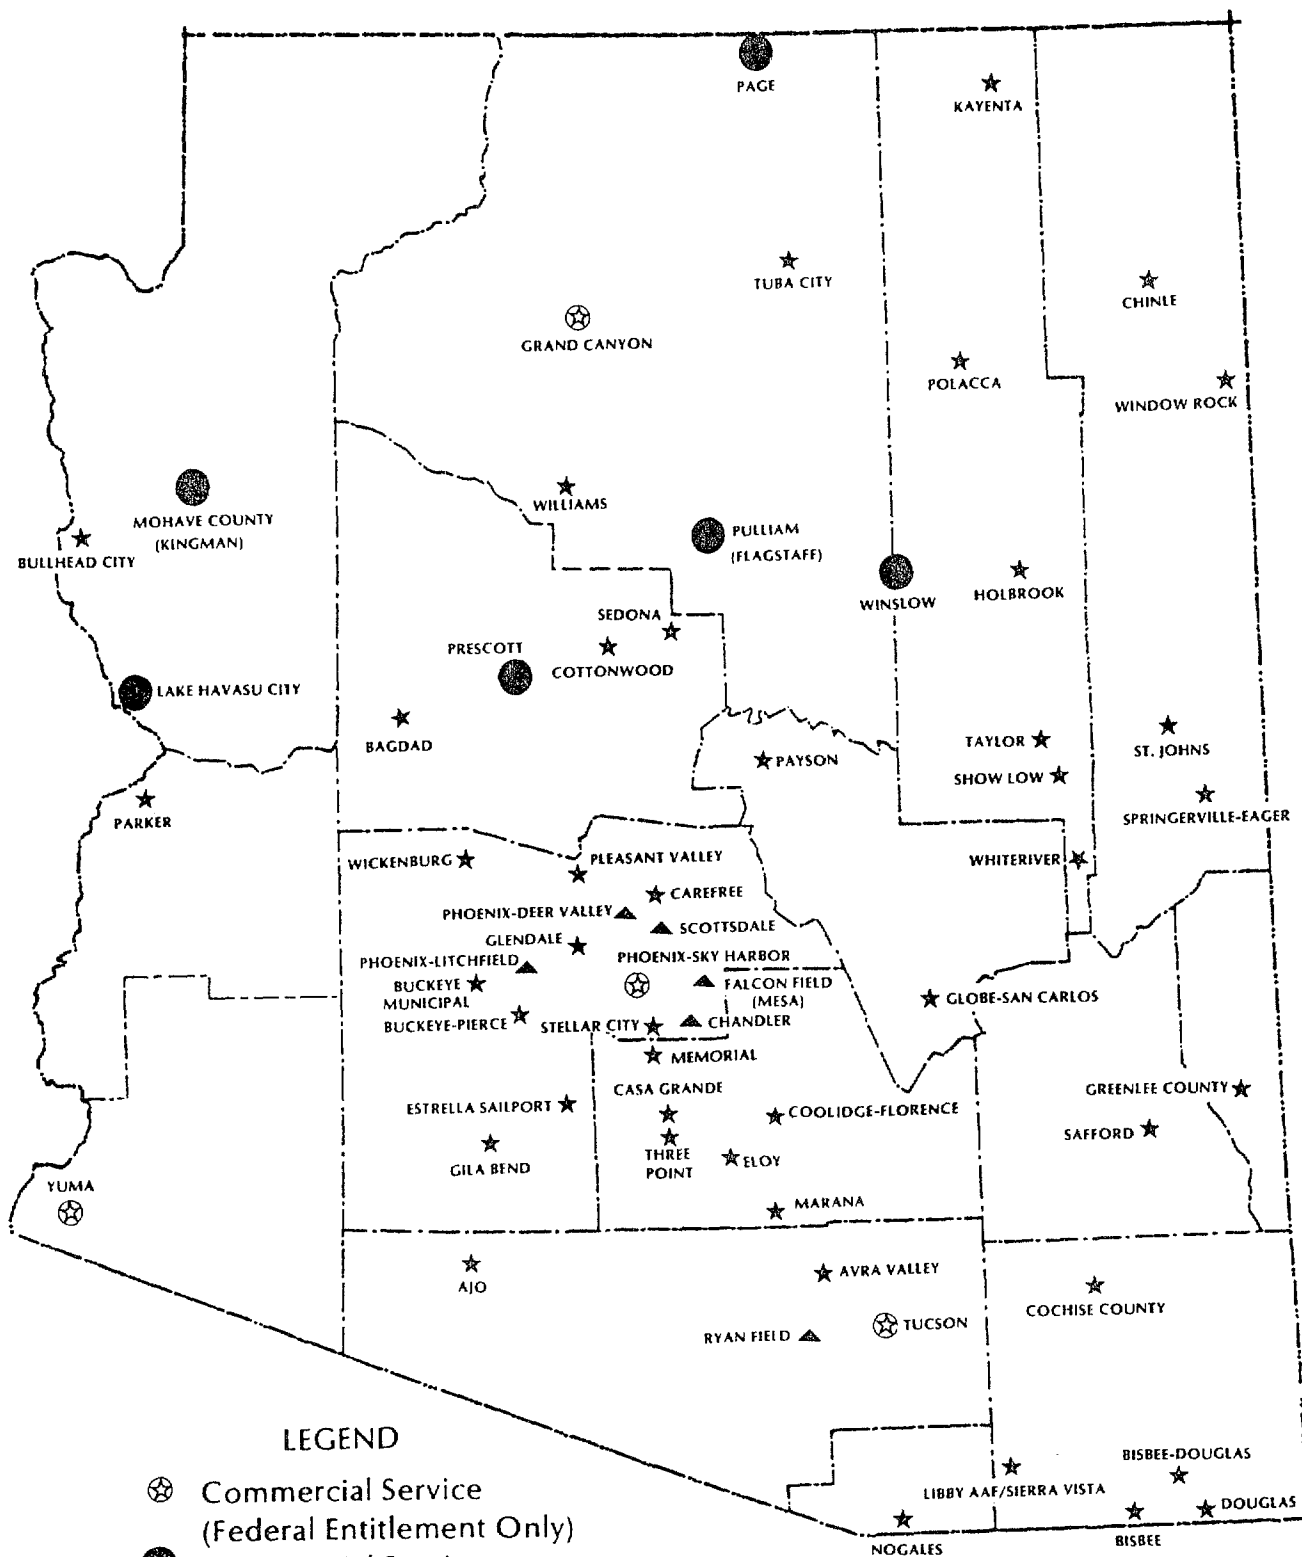 PAGE
KAYENTA
TUBA CITY
CHINLE
GRAND CANYON
POLACCA
WINDOW ROCK
WILLIAMS
MOHAVE COUNTY
(KINGMAN)
PULLIAM
(FLAGSTAFF)
BULLHEAD CITY
WINSLOW
HOLBROOK
SEDONA
PRESCOTT
COTTONWOOD
LAKE HAVASU CITY
BAGDAD
TAYLOR
ST. JOHNS
PAYSON
SHOW LOW
PARKER
SPRINGERVILLE-EAGER
WICKENBURG
PLEASANT VALLEY
WHITERIVER
CAREFREE
PHOENIX-DEER VALLEY
SCOTTSDALE
GLENDALE
PHOENIX-SKY HARBOR
PHOENIX-LITCHFIELD
BUCKEYE
MUNICIPAL
FALCON FIELD
(MESA)
GLOBE-SAN CARLOS
BUCKEYE-PIERCE
STELLAR CITY
CHANDLER
MEMORIAL
CASA GRANDE
GREENLEE COUNTY
ESTRELLA SAILPORT
COOLIDGE-FLORENCE
SAFFORD
THREE
POINT
ELOY
GILA BEND
YUMA
MARANA
AJO
AVRA VALLEY
COCHISE COUNTY
RYAN FIELD
TUCSON
LEGEND
Commercial Service
(Federal Entitlement Only)
BISBEE-DOUGLAS
LIBBY AAF/SIERRA VISTA
DOUGLAS
BISBEE
NOGALES